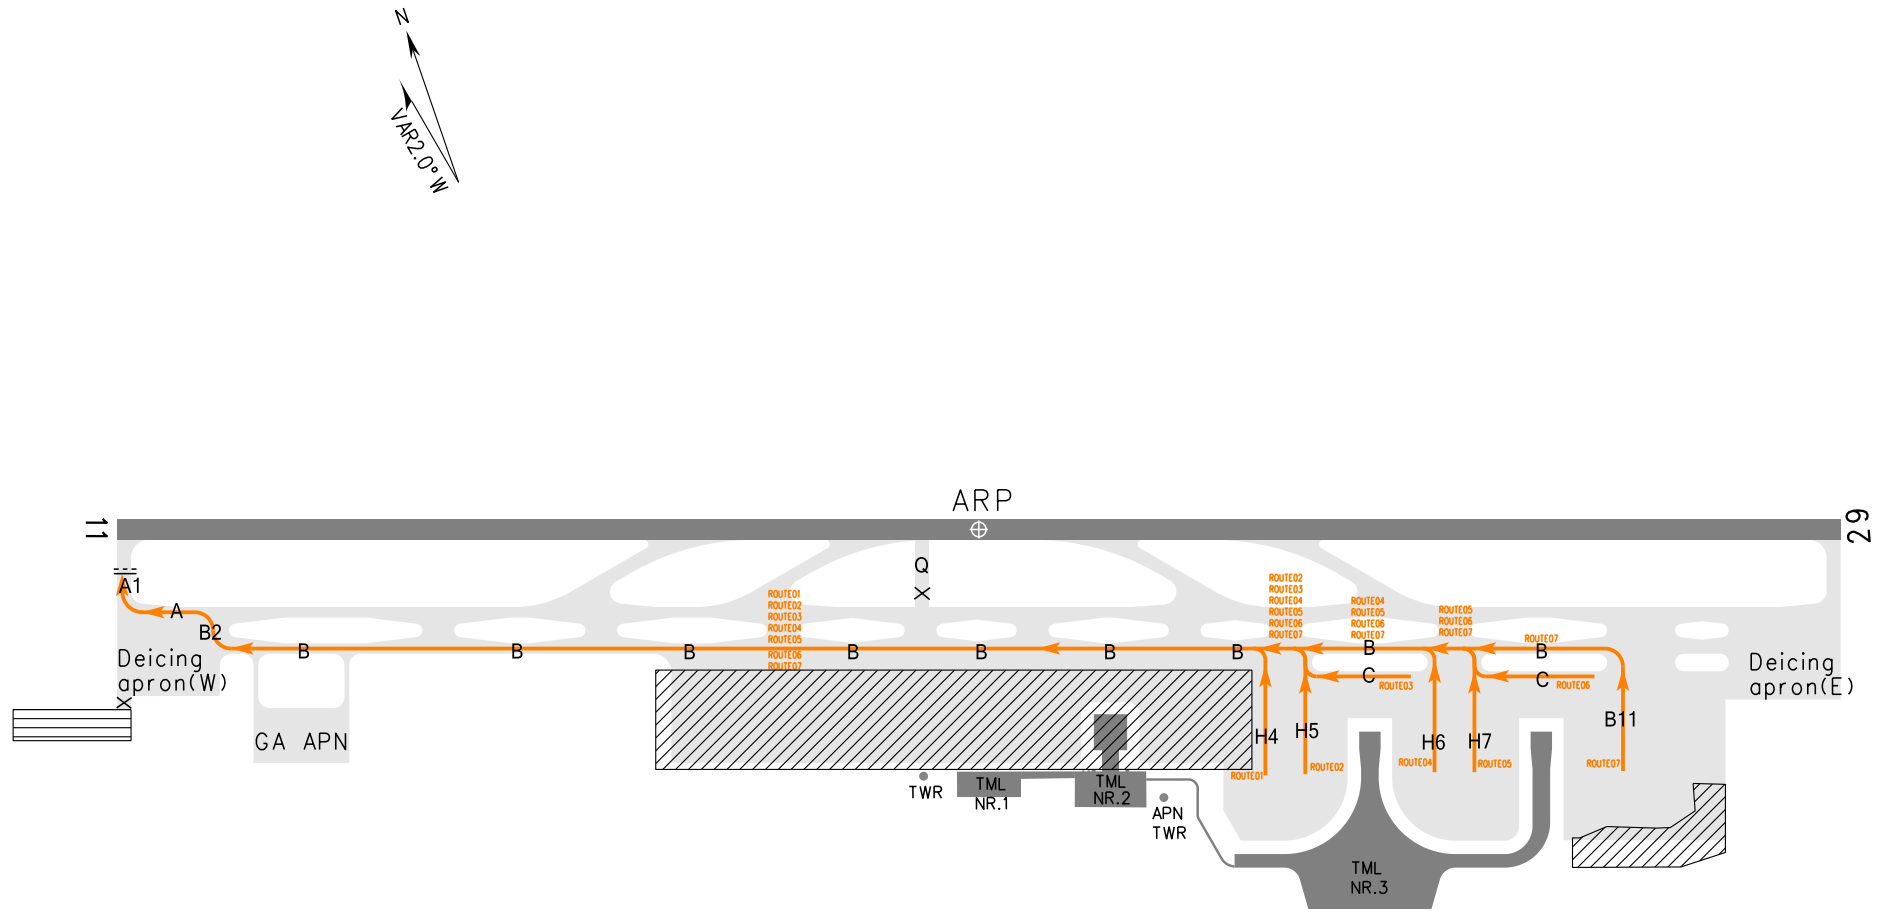 N
VAR2.0°W
ARP
11
29
Q
X
A1
A
B2
ROUTE01
ROUTE02
ROUTE03
ROUTE04
ROUTE05
ROUTE06
ROUTE07
ROUTE02
ROUTE03
ROUTE04
ROUTE05
ROUTE06
ROUTE07
ROUTE04
ROUTE05
ROUTE06
ROUTE07
ROUTE05
ROUTE06
ROUTE07
ROUTE07
B
B
B
B
B
B
B
B
B
Deicing
apron(W)
X
Deicing
apron(E)
C
ROUTE03
C
ROUTE06
GA APN
H4
H5
H6
H7
B11
ROUTE01
ROUTE02
ROUTE04
ROUTE05
ROUTE07
TWR
TML
NR.1
TML
NR.2
APN
TWR
TML
NR.3